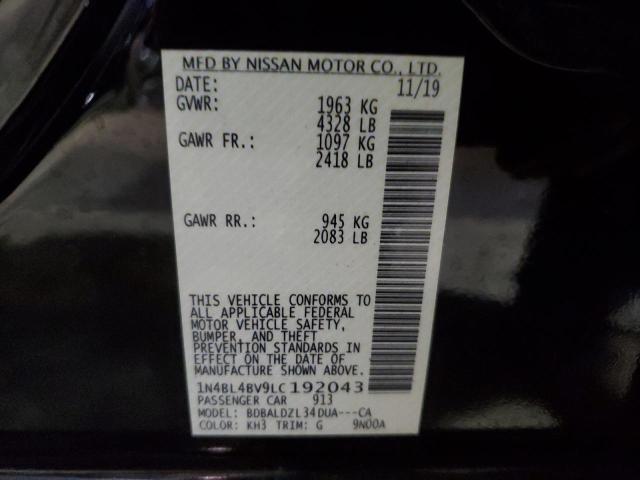 MFD BY NISSAN MOTOR CO., LTD.
DATE: 11/19
GVWR: 1963 KG
4328 LB
GAWR FR.: 1097 KG
2418 LB
GAWR RR.: 945 KG
2083 LB
THIS VEHICLE CONFORMS TO
ALL APPLICABLE FEDERAL
MOTOR VEHICLE SAFETY,
BUMPER, AND THEFT
PREVENTION STANDARDS IN
EFFECT ON THE DATE OF
MANUFACTURE SHOWN ABOVE.
1N4BL4BV9LC192043
PASSENGER CAR 913
MODEL: BDBALDZL34DUA---CA
COLOR: KH3 TRIM: G 9N00A